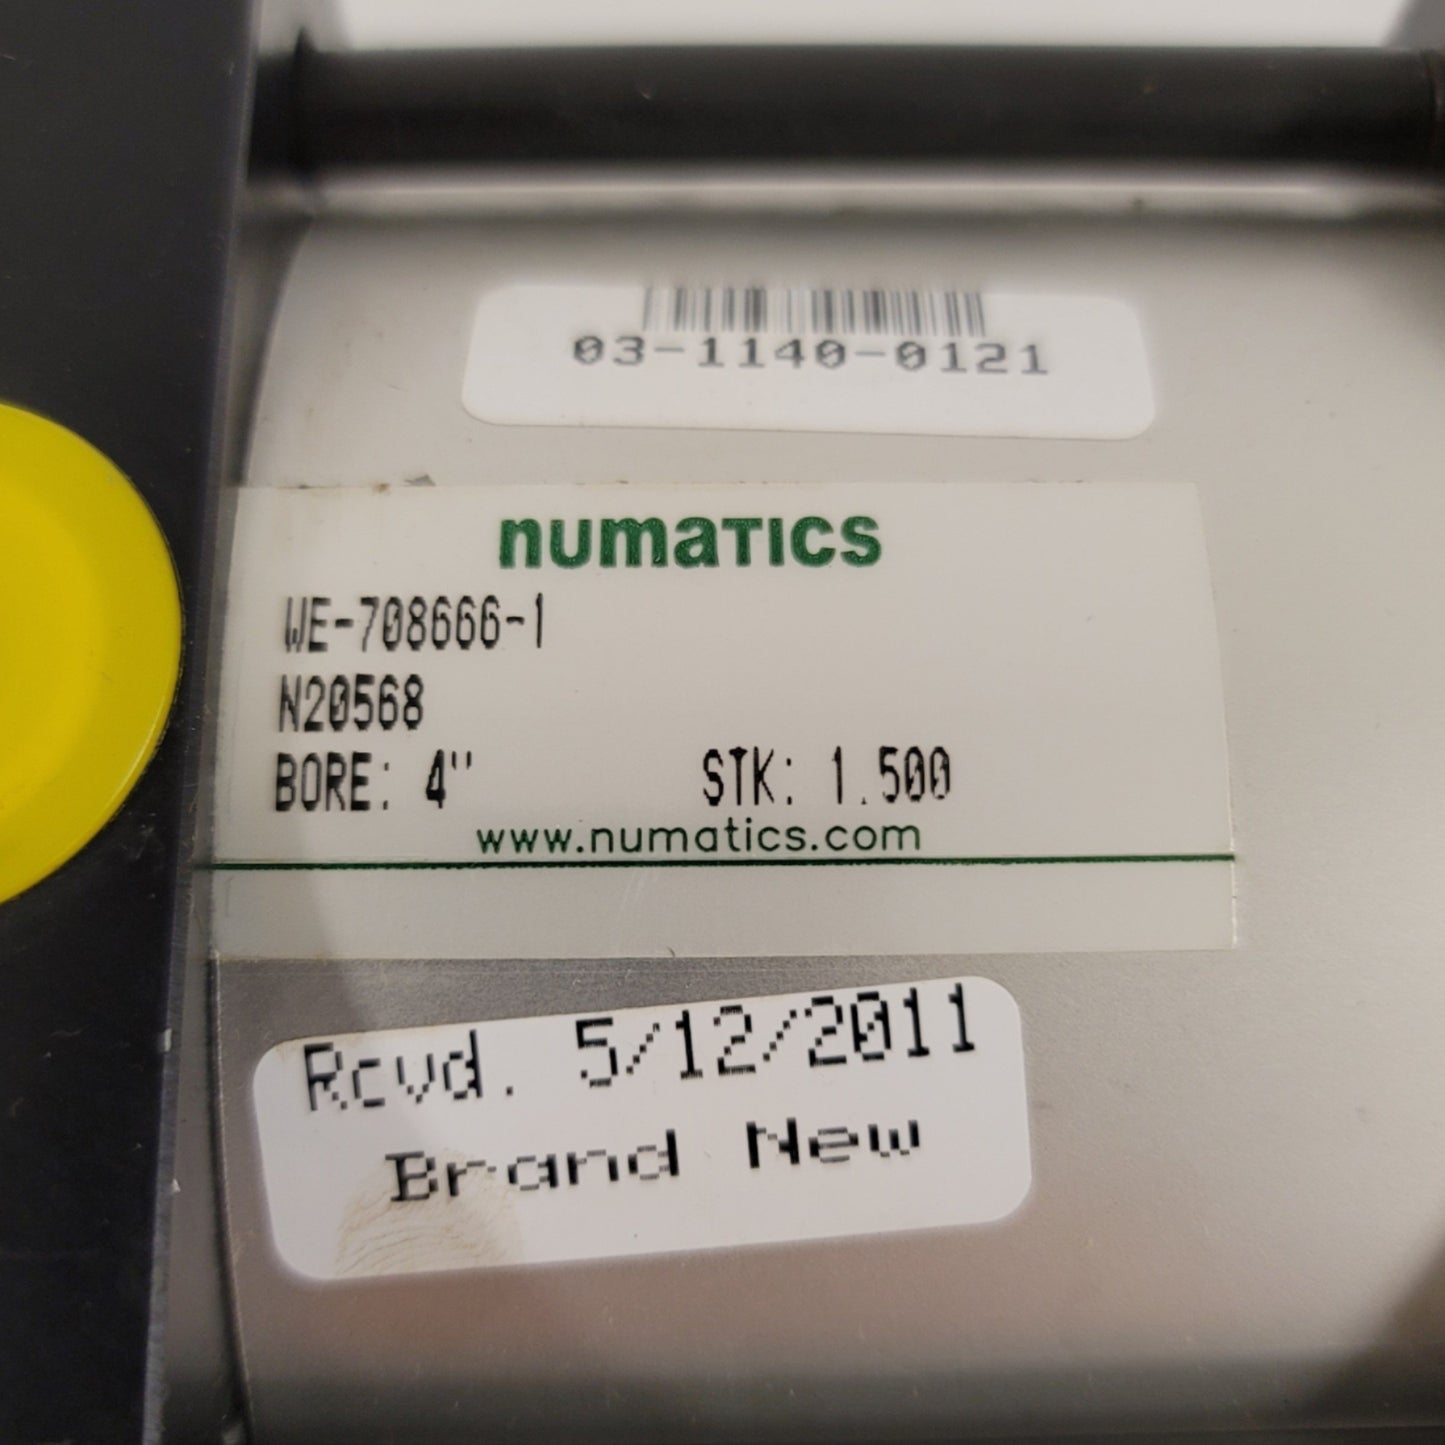 03-1140-0121
numatics
WE-708666-1
N20568
BORE: 4" STK: 1.500
www.numatics.com
Rcvd. 5/12/2011
Brand New